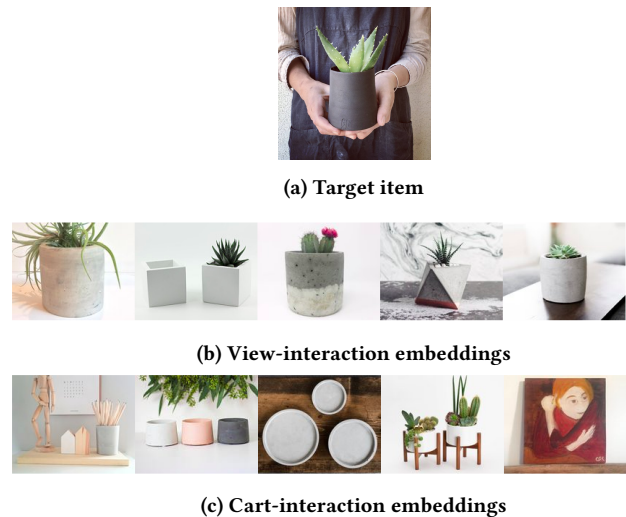 (a) Target item
(b) View-interaction embeddings
(c) Cart-interaction embeddings